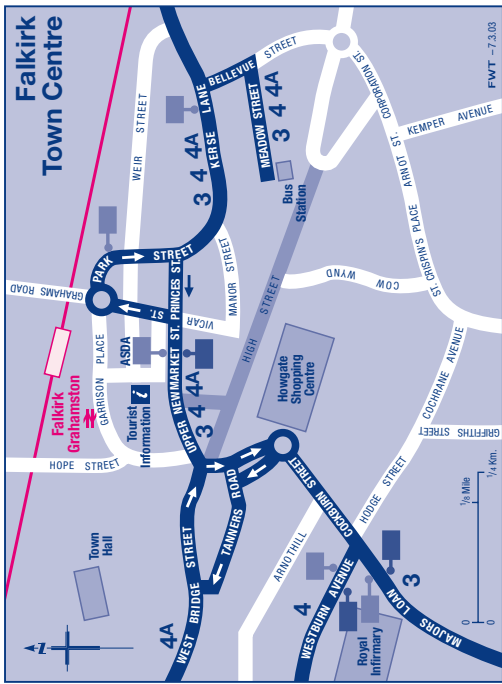 Falkirk
Town Centre
FWT – 7.3.03
WEIR STREET
KERSE LANE
BELLEVUE
STREET
MEADOW STREET
3 4 4A
3 4 4A
CORPORATION ST.
KEMPER AVENUE
ARNOT ST.
ST. CRISPIN'S PLACE
Bus
Station
GRAHAMS ROAD
PARK
STREET
MANOR STREET
HIGH STREET
COW
WYND
Falkirk
Grahamston
GARRISON PLACE
ASDA
VICAR
ST.
PRINCES ST.
UPPER NEWMARKET ST.
3 4 4A
Tourist
Information
i
Howgate
Shopping
Centre
COCHRANE AVENUE
GRIFFITHS
STREET
HOPE STREET
Town
Hall
WEST BRIDGE STREET
4A
TANNERS ROAD
COCKBURN STREET
HODGE STREET
ARNOTHILL
WESTBURN AVENUE
4
MAJORS LOAN
3
Royal
Infirmary
N
0
1/8 Mile
0
1/4 Km.